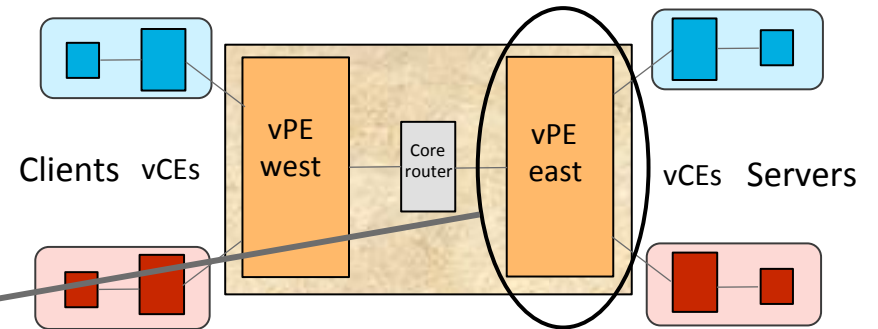 Clients
vCEs
vPE
west
Core
router
vPE
east
vCEs
Servers